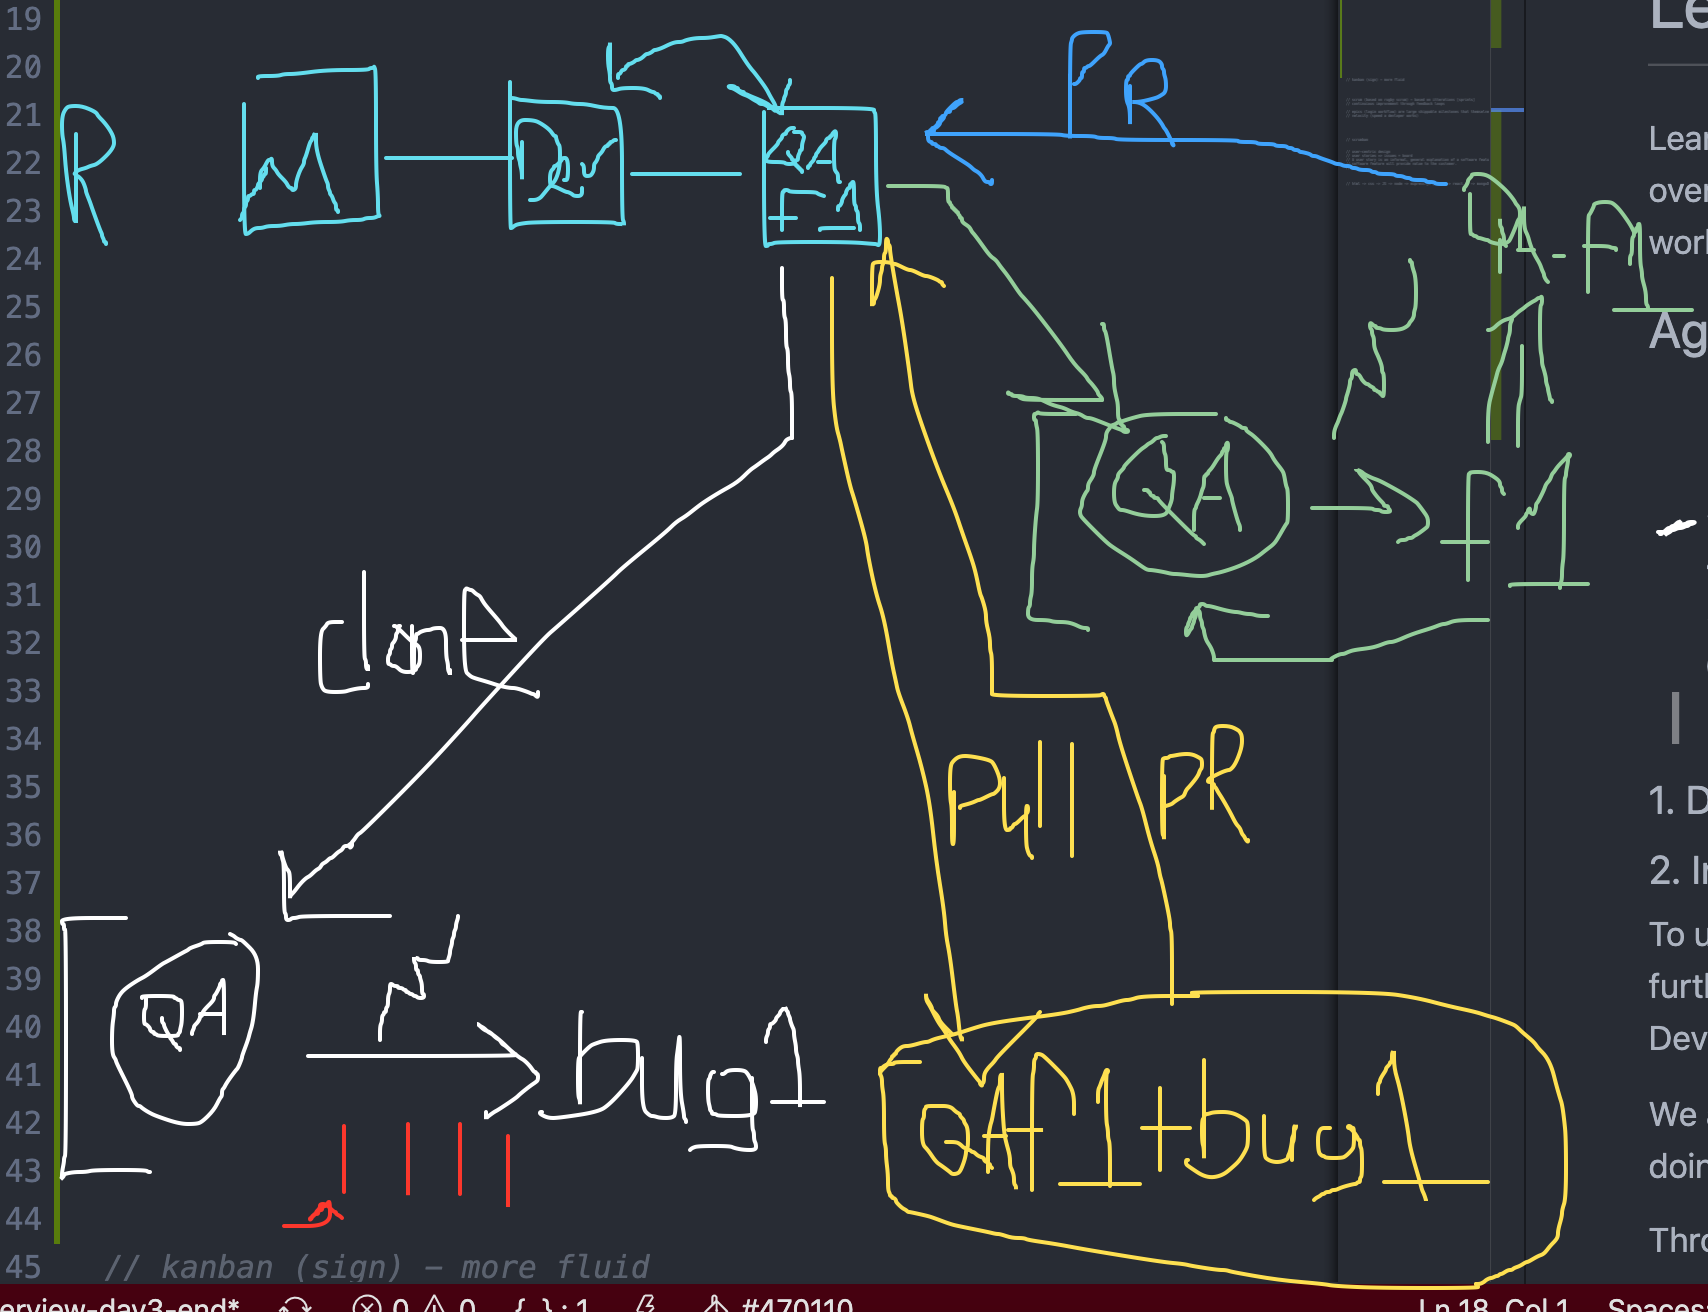 19
20
21
22
23
24
25
26
27
28
29
30
31
32
33
34
35
36
37
38
39
40
41
42
43
44
45
R
M
Dev
QA
f1
PR
QA-f1
QA
f1
clone
Pull
PR
QA
bug1
QAf1+bug1
// kanban (sign) – more fluid
Le
Lear
over
worl
Ag
1. D
2. Ir
To u
furtl
Dev
We
doin
Thro
erview-day3-end*
0
0
{ }: 1
#470110
Ln 18, Col 1
Spaces